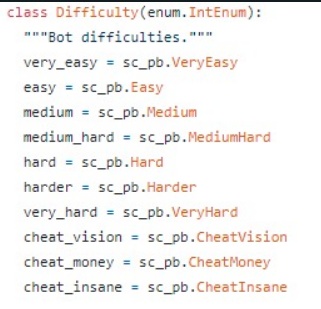 class Difficulty(enum.IntEnum):
"""Bot difficulties."""
very_easy = sc_pb.VeryEasy
easy = sc_pb.Easy
medium = sc_pb.Medium
medium_hard = sc_pb.MediumHard
hard = sc_pb.Hard
harder = sc_pb.Harder
very_hard = sc_pb.VeryHard
cheat_vision = sc_pb.CheatVision
cheat_money = sc_pb.CheatMoney
cheat_insane = sc_pb.CheatInsane